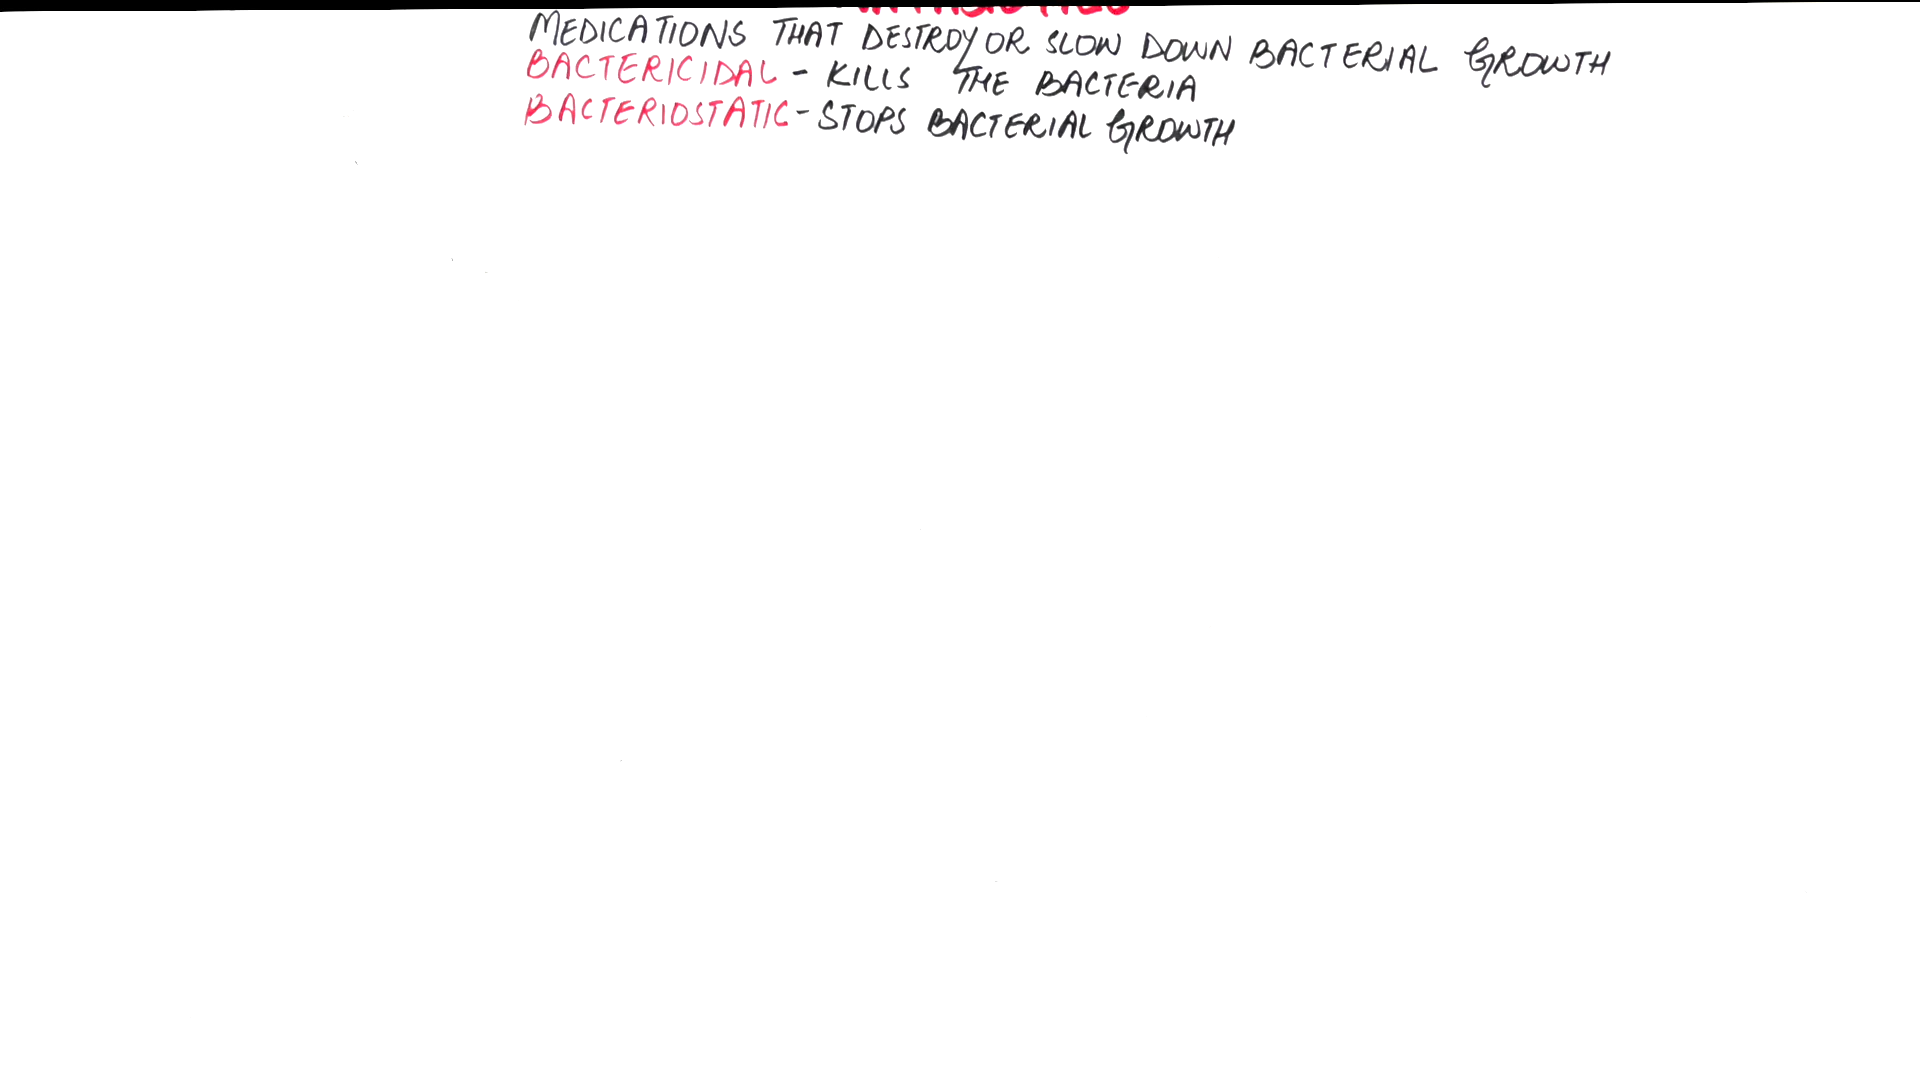 MEDICATIONS THAT DESTROY OR SLOW DOWN BACTERIAL GROWTH
BACTERICIDAL - KILLS THE BACTERIA
BACTERIOSTATIC - STOPS BACTERIAL GROWTH